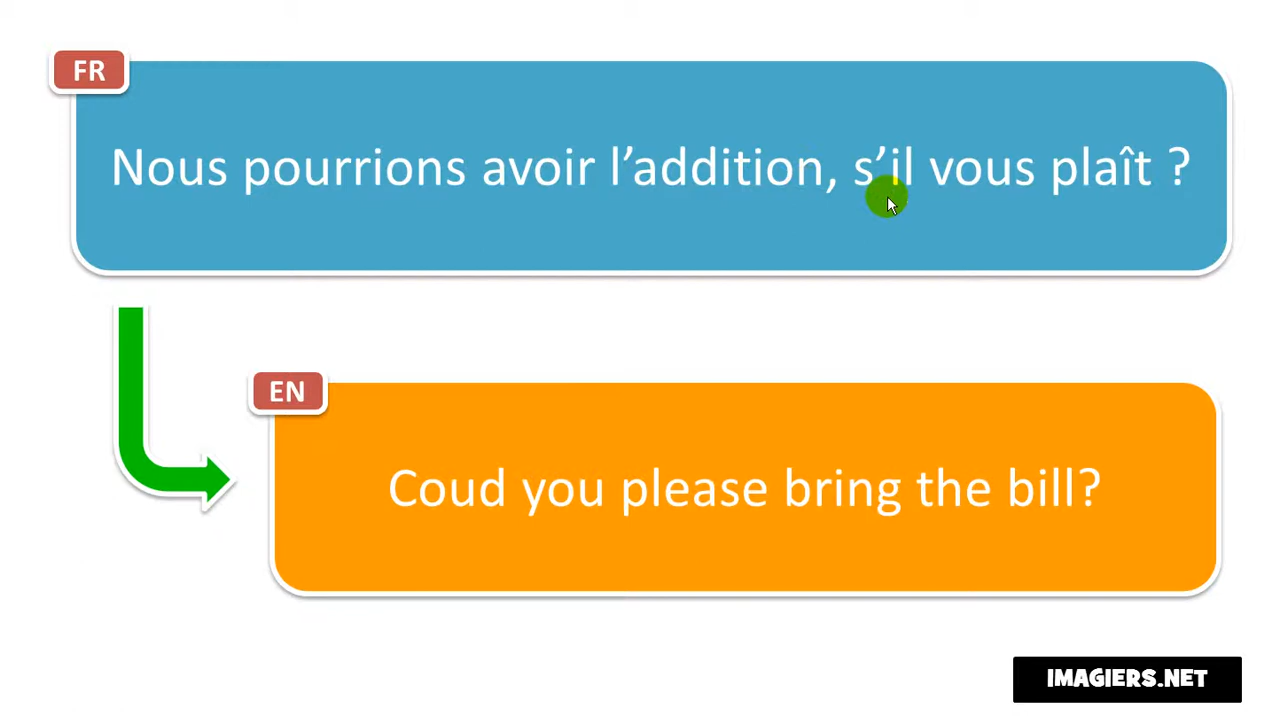 FR
Nous pourrions avoir l’addition, s’il vous plaît ?
EN
Coud you please bring the bill?
IMAGIERS.NET